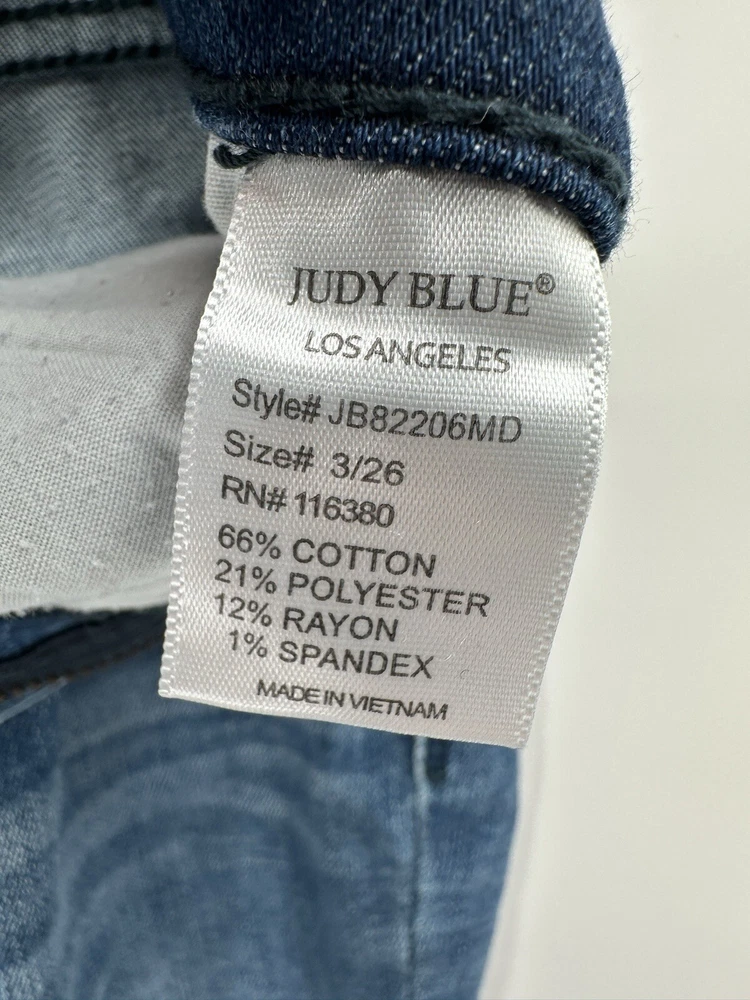 JUDY BLUE®
LOS ANGELES
Style# JB82206MD
Size# 3/26
RN# 116380
66% COTTON
21% POLYESTER
12% RAYON
1% SPANDEX
MADE IN VIETNAM